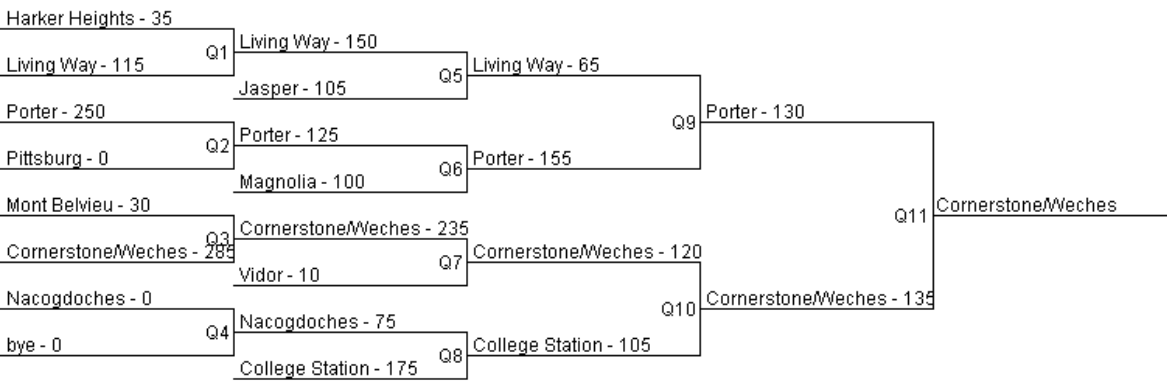 Harker Heights - 35
Q1
Living Way - 115
Porter - 250
Q2
Pittsburg - 0
Mont Belvieu - 30
Q3
Cornerstone/Weches - 285
Nacogdoches - 0
Q4
bye - 0
Living Way - 150
Q5
Jasper - 105
Porter - 125
Q6
Magnolia - 100
Cornerstone/Weches - 235
Q7
Vidor - 10
Nacogdoches - 75
Q8
College Station - 175
Living Way - 65
Q9
Porter - 155
Cornerstone/Weches - 120
Q10
College Station - 105
Porter - 130
Q11
Cornerstone/Weches - 135
Cornerstone/Weches